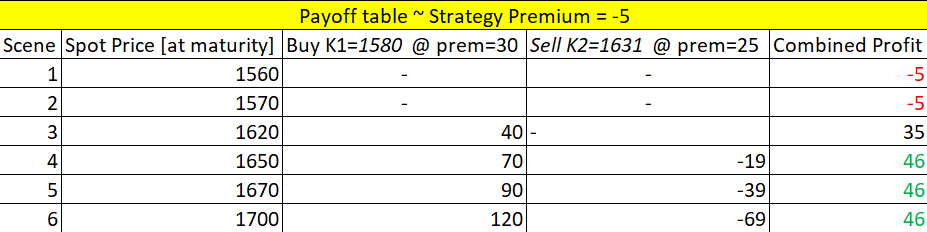 Payoff table ~ Strategy Premium = -5
Scene Spot Price [at maturity] Buy K1=1580 @ prem=30 Sell K2=1631 @ prem=25 Combined Profit
1 1560 - - -5
2 1570 - - -5
3 1620 40 - 35
4 1650 70 -19 46
5 1670 90 -39 46
6 1700 120 -69 46